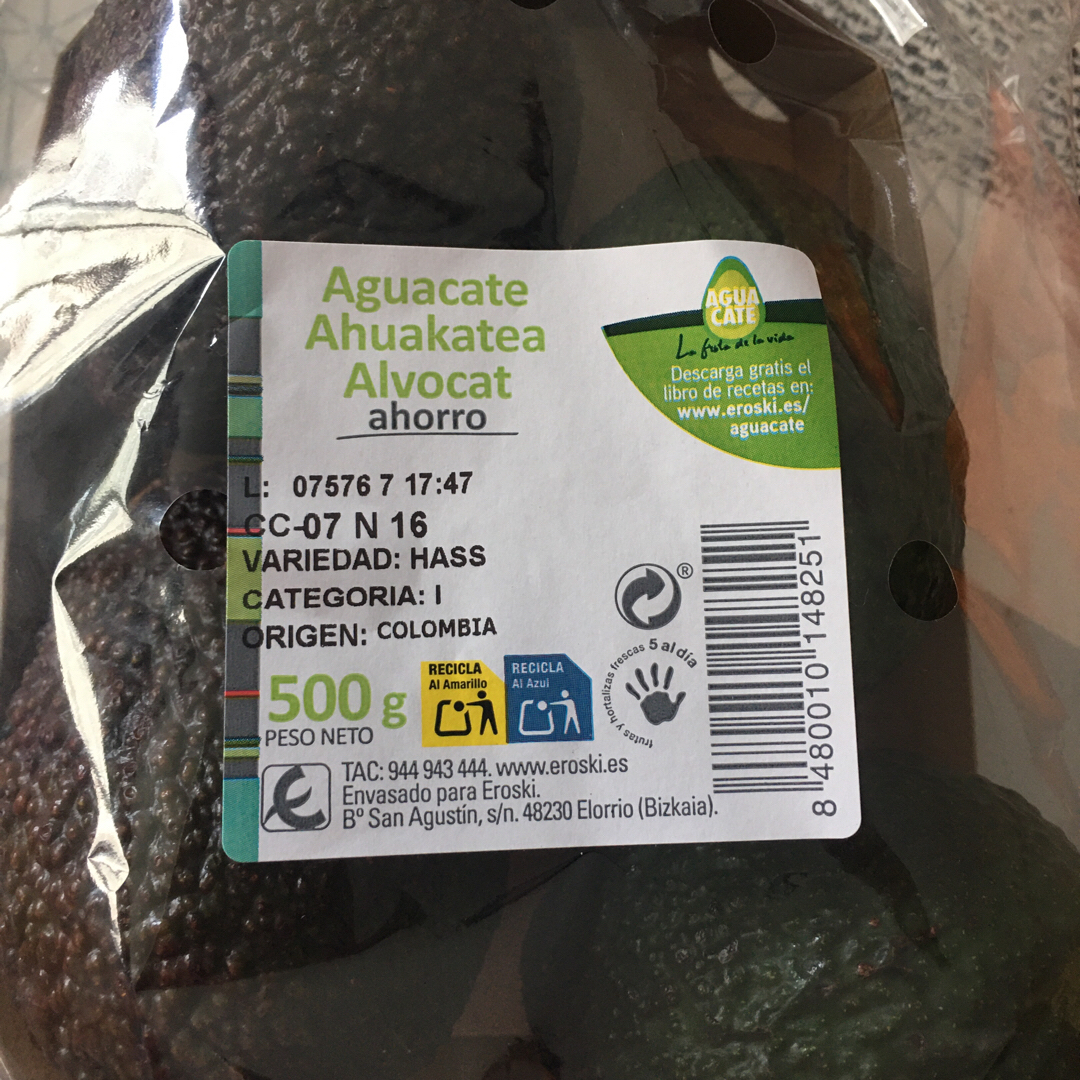 Aguacate
Ahuakatea
Alvocat
ahorro
AGUA
CATE
La fruta de la vida
Descarga gratis el
libro de recetas en:
www.eroski.es/
aguacate
L: 07576 7 17:47
CC-07 N 16
VARIEDAD: HASS
CATEGORIA: I
ORIGEN: COLOMBIA
500 g
PESO NETO
RECICLA
Al Amarillo
RECICLA
Al Azul
®
5 al día
frutas y hortalizas frescas
8 480010 148251
TAC: 944 943 444. www.eroski.es
Envasado para Eroski.
Bº San Agustín, s/n. 48230 Elorrio (Bizkaia).